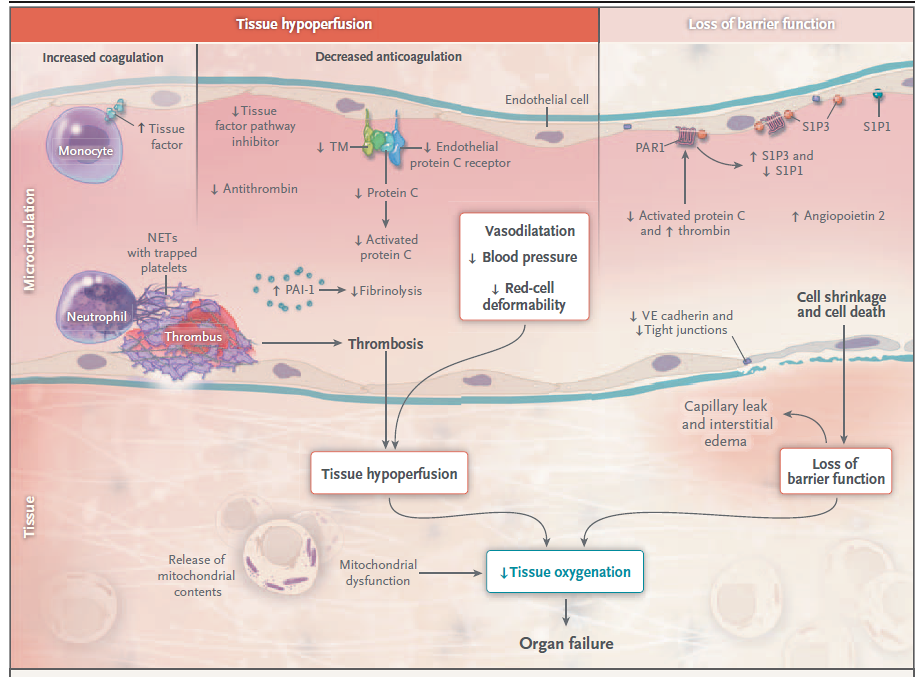 Tissue hypoperfusion
Loss of barrier function
Increased coagulation
Decreased anticoagulation
Monocyte
↑ Tissue
factor
↓Tissue
factor pathway
inhibitor
↓ Antithrombin
↓ TM
↓ Endothelial
protein C receptor
↓ Protein C
↓ Activated
protein C
Endothelial cell
PAR1
S1P3
S1P1
↑ S1P3 and
↓ S1P1
↓ Activated protein C
and ↑ thrombin
↑ Angiopoietin 2
Microcirculation
NETs
with trapped
platelets
Neutrophil
Thrombus
↑ PAI-1
↓Fibrinolysis
Thrombosis
Vasodilatation
↓ Blood pressure
↓ Red-cell
deformability
↓ VE cadherin and
↓Tight junctions
Cell shrinkage
and cell death
Capillary leak
and interstitial
edema
Tissue hypoperfusion
Loss of
barrier function
Tissue
Release of
mitochondrial
contents
Mitochondrial
dysfunction
↓Tissue oxygenation
Organ failure